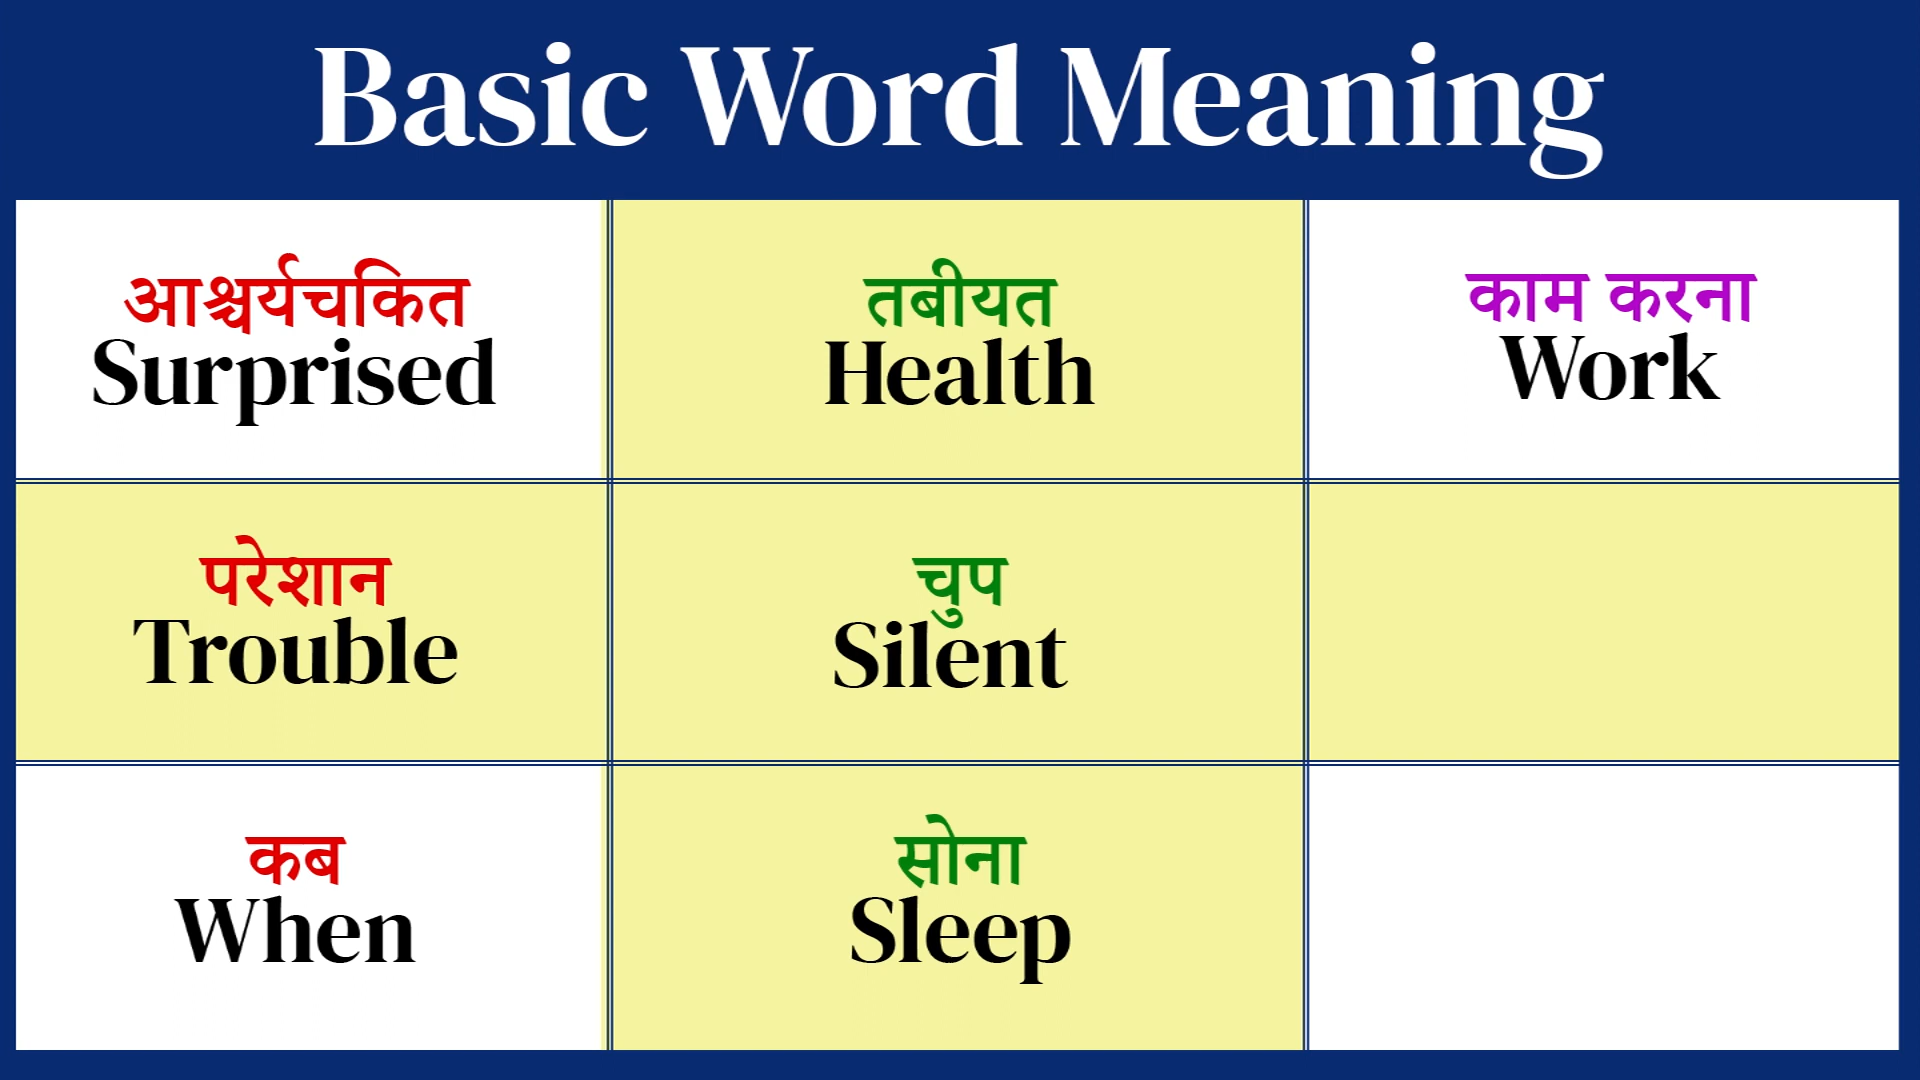 Basic Word Meaning
आश्चर्यचकित
Surprised
तबीयत
Health
काम करना
Work
परेशान
Trouble
चुप
Silent
कब
When
सोना
Sleep